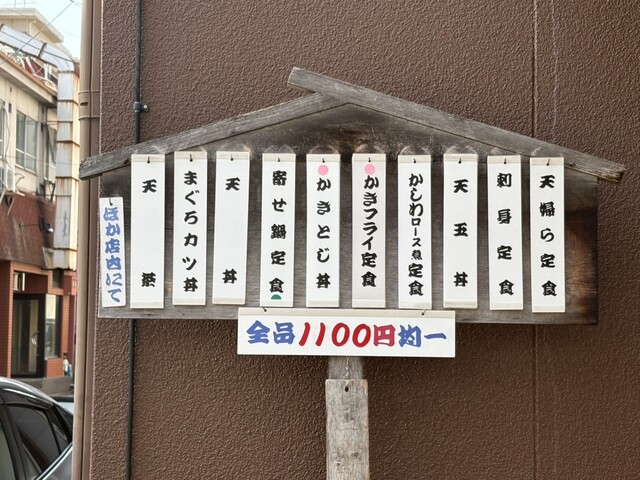 天帰ら定食
刺身定食
天玉丼
かしわロース煮定食
かきフライ定食
かきとじ丼
寄せ鍋定食
天丼
まぐろカツ丼
天茶
ほか店内にて
全品1100円均一